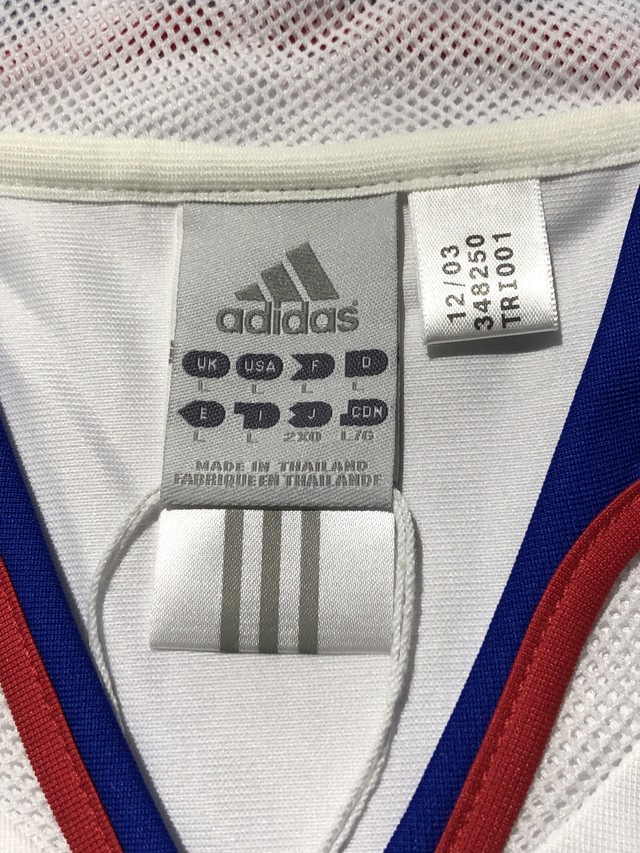 adidas
UK USA F D
L L L L
E I J CDN
L L 2XO L/G
MADE IN THAILAND
FABRIQUE EN THAILANDE
12/03
348250
TRI001